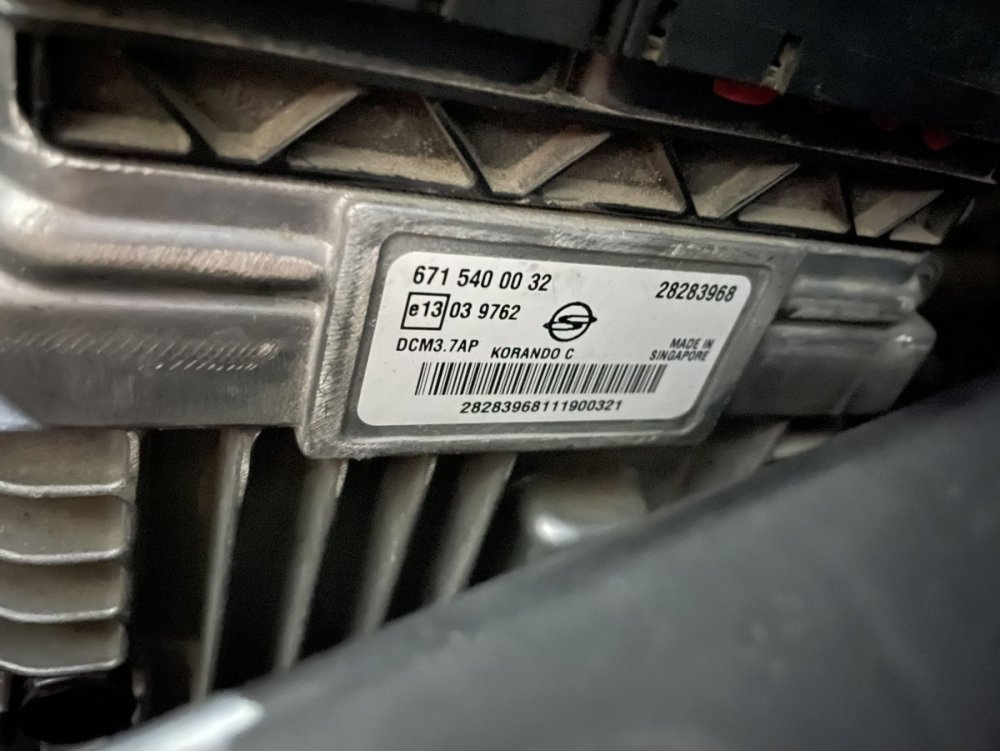 671 540 00 32 28283968
e13 03 9762
MADE IN
SINGAPORE
DCM3.7AP KORANDO C
28283968111900321